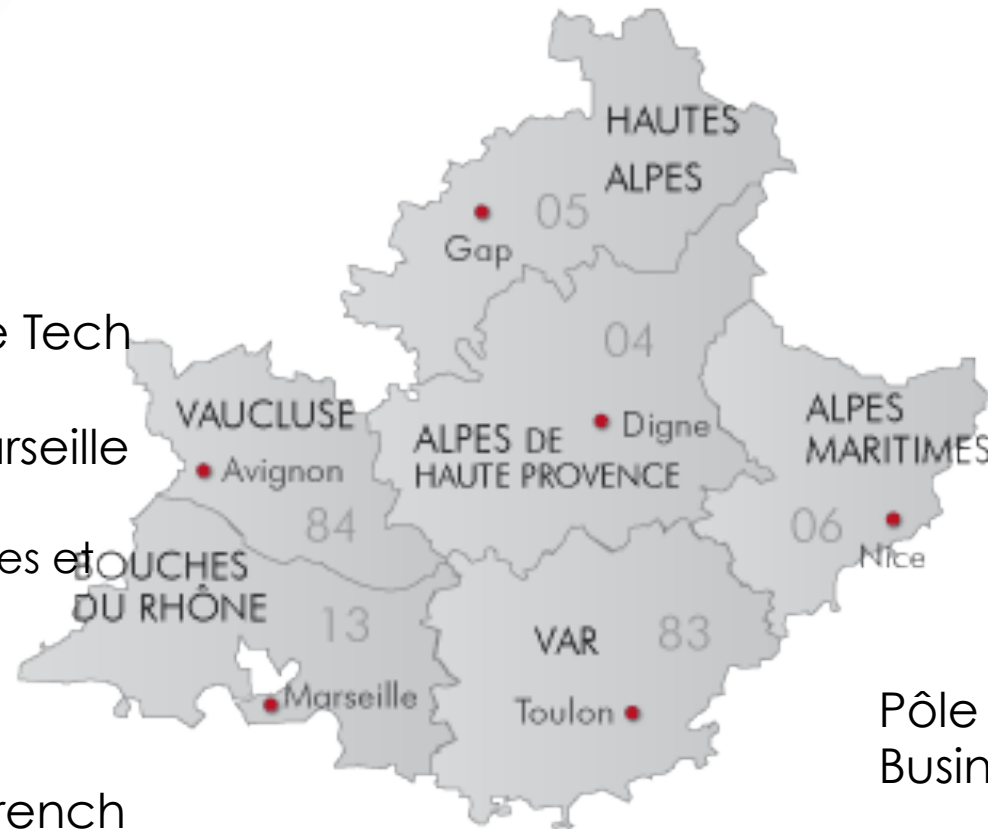 HAUTES
ALPES
05
Gap
e Tech
04
VAUCLUSE
ALPES DE
HAUTE PROVENCE
Digne
ALPES
MARITIMES
arseille
Avignon
84
06
Nice
es et
BOUCHES
DU RHÔNE
13
VAR
83
Marseille
Toulon
Pôle
Busin
rench